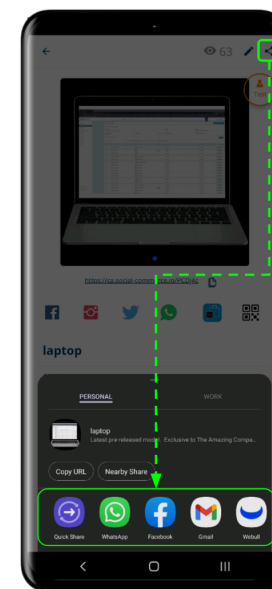 63
Text
laptop
PERSONAL
WORK
laptop
Latest pre released model. Exclusive to The Amazing Compa..
Copy URL
Nearby Share
Quick Share
WhatsApp
Facebook
Gmail
Webull